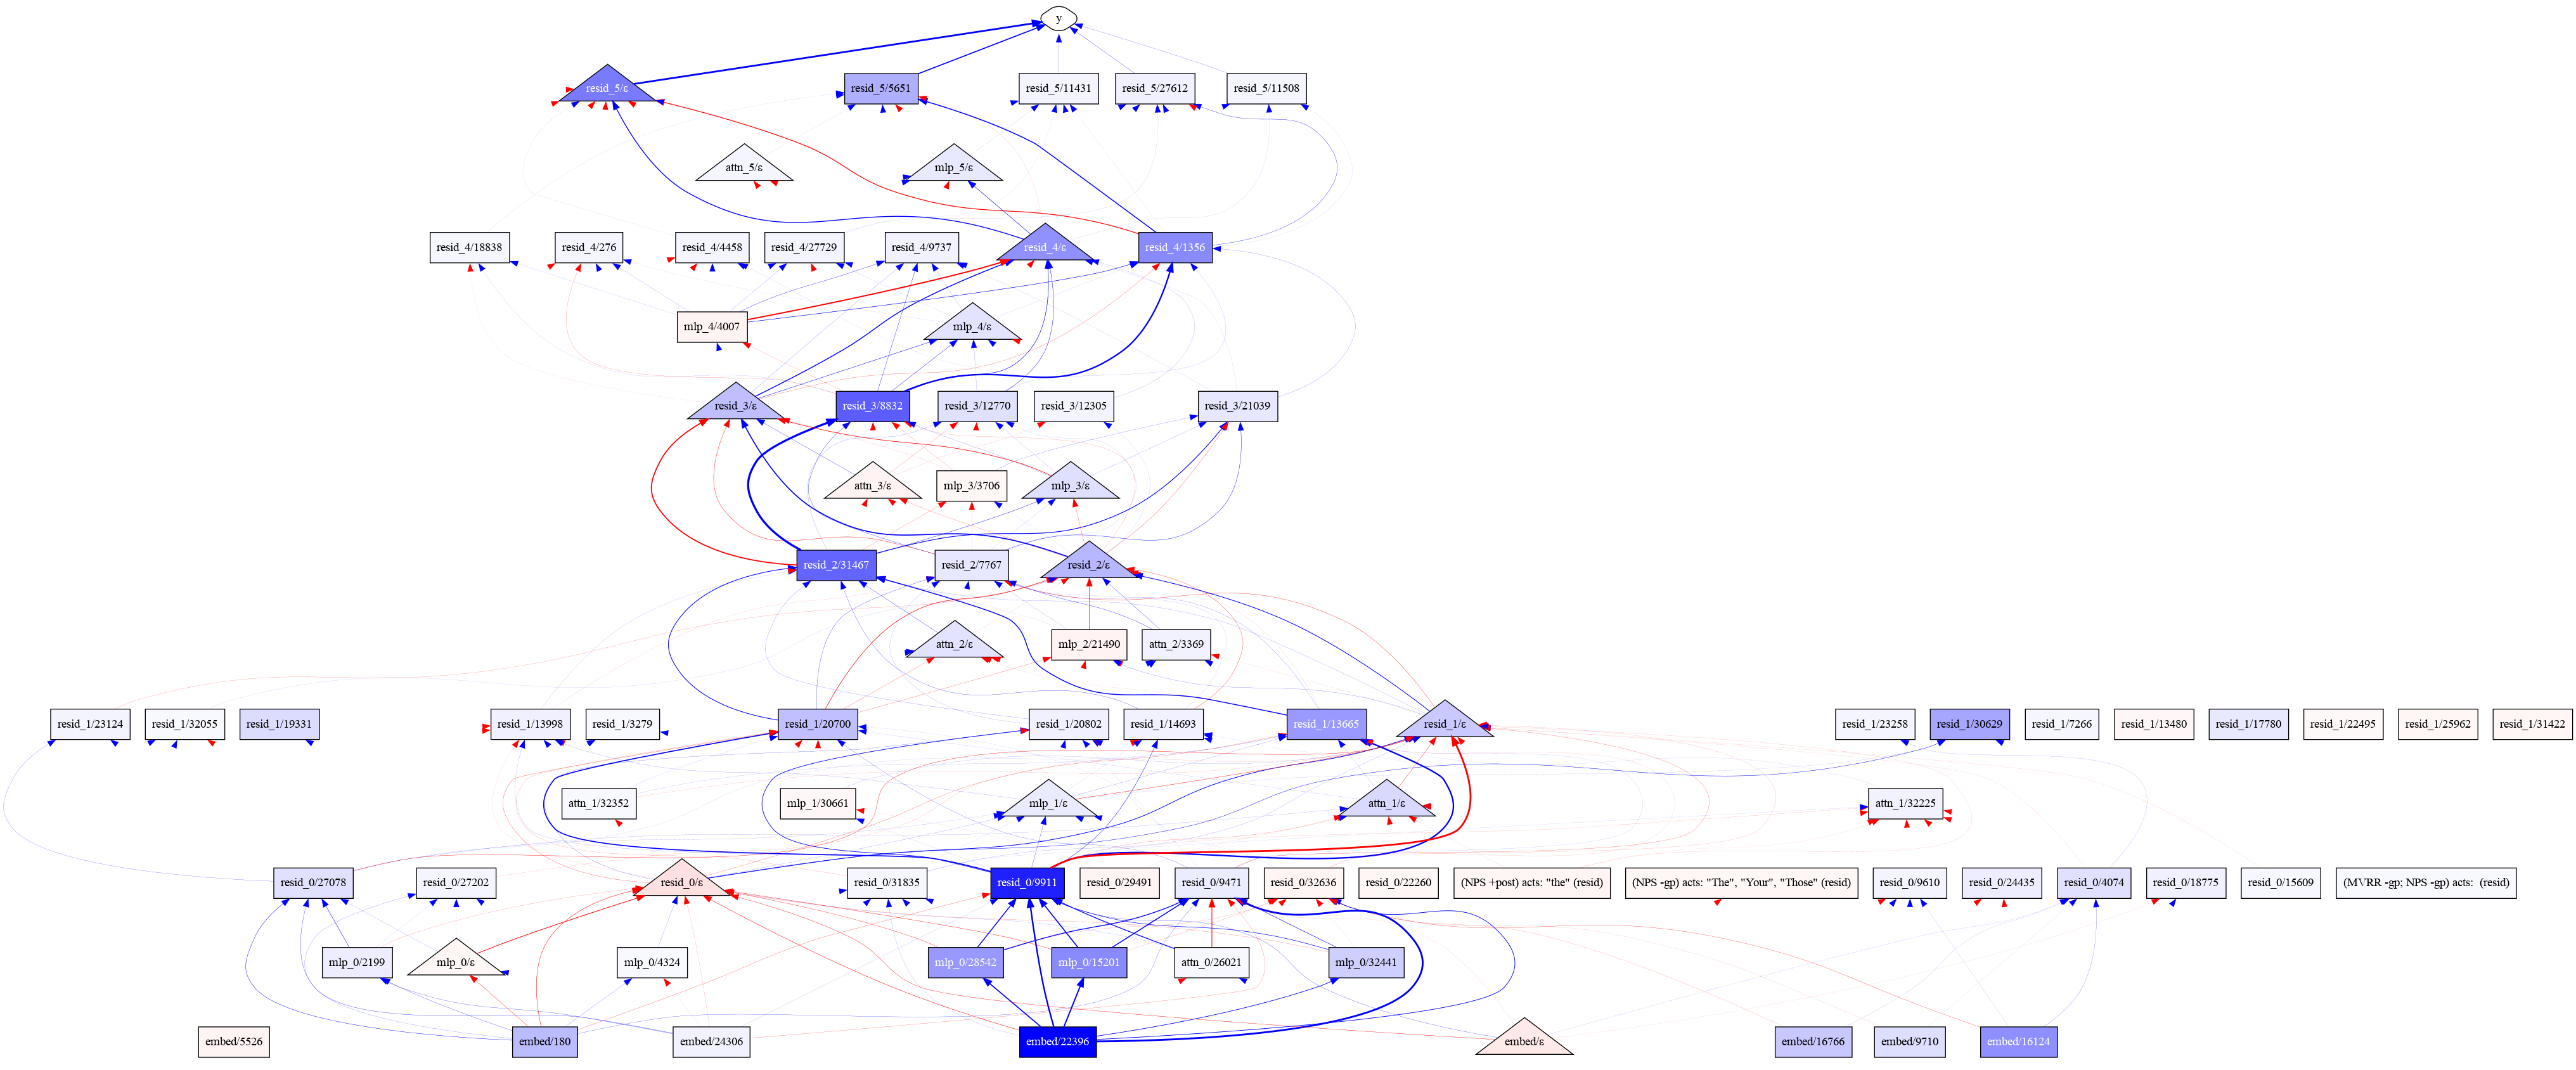 y
resid_5/ε
resid_5/5651
resid_5/11431
resid_5/27612
resid_5/11508
attn_5/ε
mlp_5/ε
resid_4/18838
resid_4/276
resid_4/4458
resid_4/27729
resid_4/9737
resid_4/ε
resid_4/1356
mlp_4/4007
mlp_4/ε
resid_3/ε
resid_3/8832
resid_3/12770
resid_3/12305
resid_3/21039
attn_3/ε
mlp_3/3706
mlp_3/ε
resid_2/31467
resid_2/7767
resid_2/ε
attn_2/ε
mlp_2/21490
attn_2/3369
resid_1/23124
resid_1/32055
resid_1/19331
resid_1/13998
resid_1/3279
resid_1/20700
resid_1/20802
resid_1/14693
resid_1/13665
resid_1/ε
resid_1/23258
resid_1/30629
resid_1/7266
resid_1/13480
resid_1/17780
resid_1/22495
resid_1/25962
resid_1/31422
attn_1/32352
mlp_1/30661
mlp_1/ε
attn_1/ε
attn_1/32225
resid_0/27078
resid_0/27202
resid_0/ε
resid_0/31835
resid_0/9911
resid_0/29491
resid_0/9471
resid_0/32636
resid_0/22260
(NPS +post) acts: "the" (resid)
(NPS -gp) acts: "The", "Your", "Those" (resid)
resid_0/9610
resid_0/24435
resid_0/4074
resid_0/18775
resid_0/15609
(MVRR -gp; NPS -gp) acts:  (resid)
mlp_0/2199
mlp_0/ε
mlp_0/4324
mlp_0/28542
mlp_0/15201
attn_0/26021
mlp_0/32441
embed/5526
embed/180
embed/24306
embed/22396
embed/ε
embed/16766
embed/9710
embed/16124